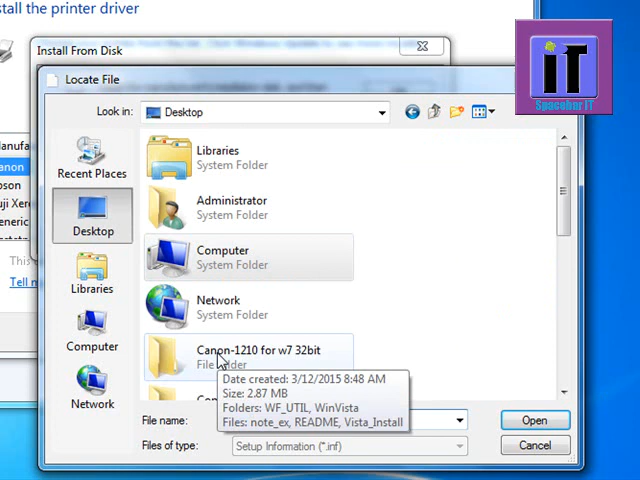 stall the printer driver
Install From Disk
Locate File
Look in:
Desktop
Libraries
System Folder
Administrator
System Folder
Computer
System Folder
Network
System Folder
Canon-1210 for w7 32bit
File
Date created: 3/12/2015 8:48 AM
Size: 2.87 MB
Folders: WF_UTIL, WinVista
Files: note_ex, README, Vista_Install
Recent Places
Desktop
Libraries
Computer
Network
File name:
Open
Files of type:
Setup Information (*.inf)
Cancel
anufa
anon
pson
uji Xero
eneric
This
Tell m
iT
Spacebar IT